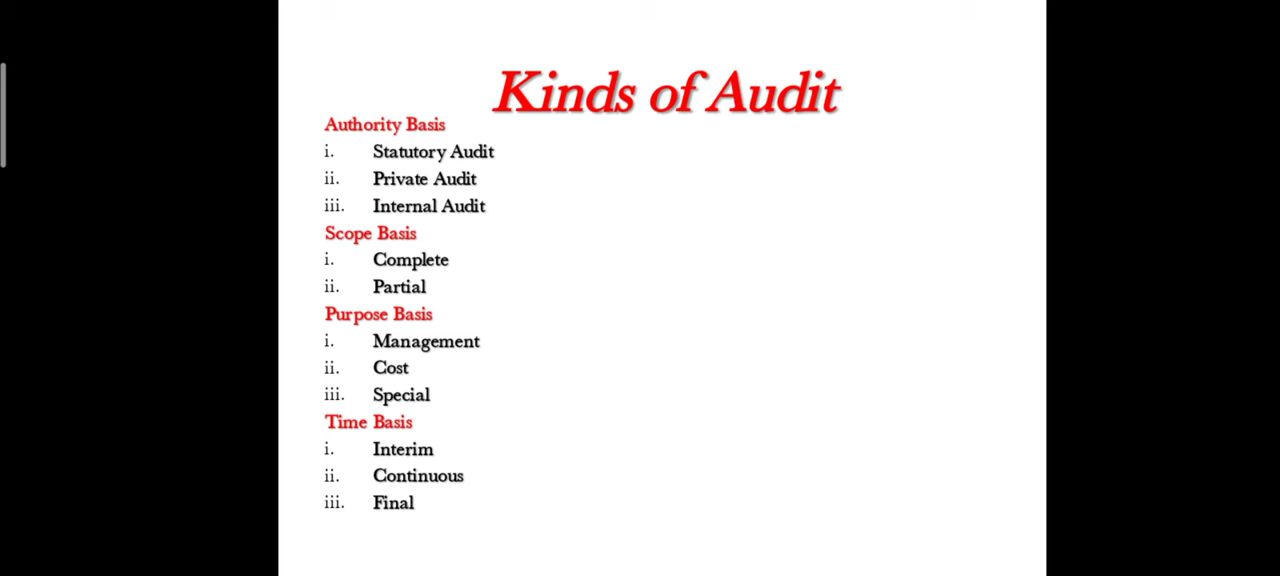 Kinds of Audit
Authority Basis
i. Statutory Audit
ii. Private Audit
iii. Internal Audit
Scope Basis
i. Complete
ii. Partial
Purpose Basis
i. Management
ii. Cost
iii. Special
Time Basis
i. Interim
ii. Continuous
iii. Final